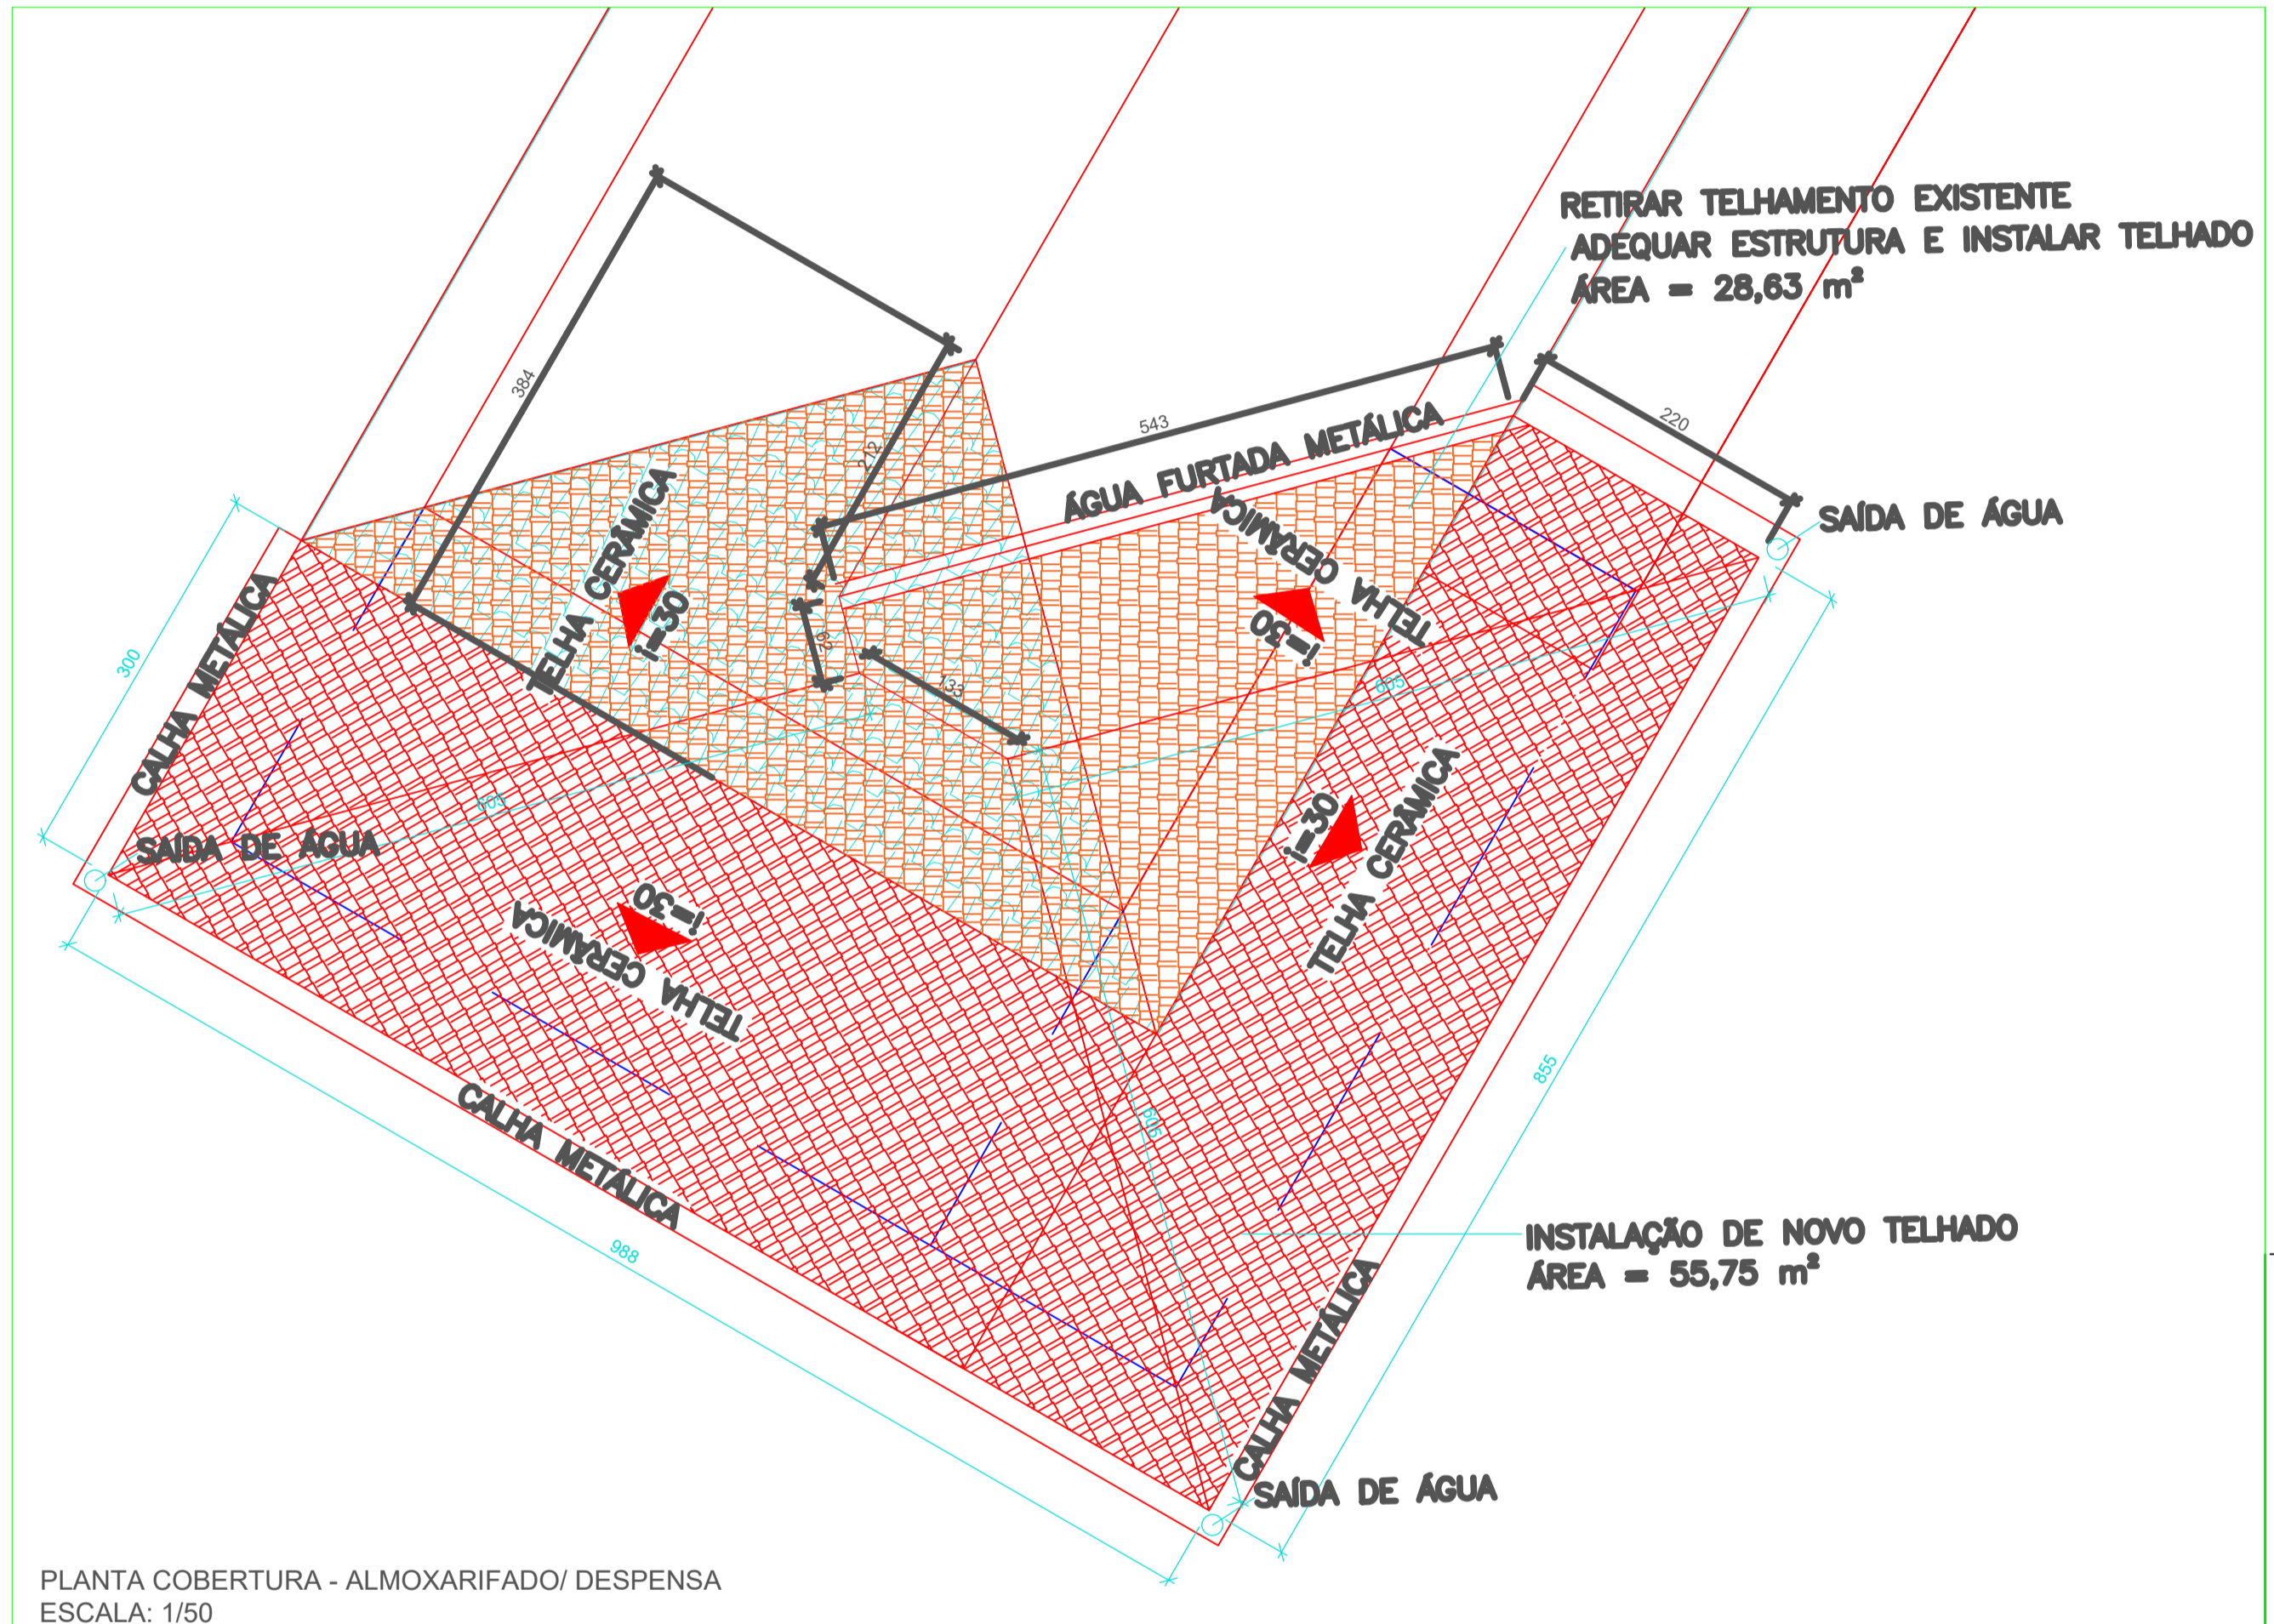 RETIRAR TELHAMENTO EXISTENTE
ADEQUAR ESTRUTURA E INSTALAR TELHADO
ÁREA = 28,63 m²
384
212
543
220
ÁGUA FURTADA METÁLICA
SAÍDA DE ÁGUA
TELHA CERÂMICA
i=30
TELHA CERÂMICA
i=30
62
133
605
300
CALHA METÁLICA
605
SAÍDA DE ÁGUA
i=30
TELHA CERÂMICA
i=30
TELHA CERÂMICA
855
605
CALHA METÁLICA
988
INSTALAÇÃO DE NOVO TELHADO
ÁREA = 55,75 m²
CALHA METÁLICA
SAÍDA DE ÁGUA
PLANTA COBERTURA - ALMOXARIFADO/ DESPENSA
ESCALA: 1/50